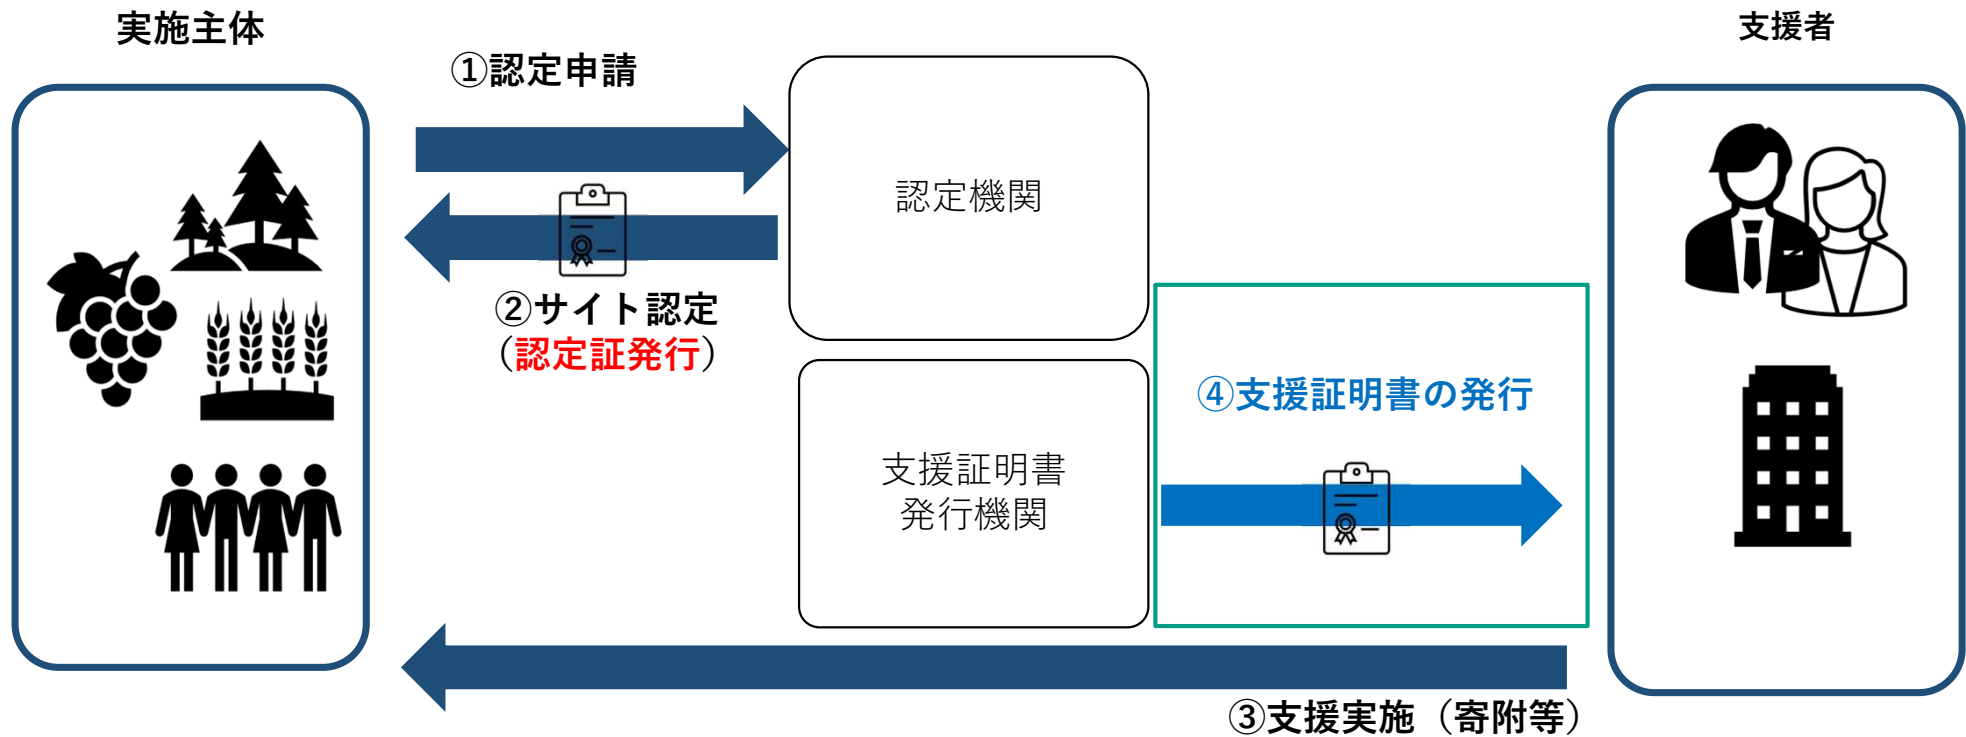 実施主体
支援者
①認定申請
認定機関
②サイト認定
（認定証発行）
④支援証明書の発行
支援証明書
発行機関
③支援実施（寄附等）